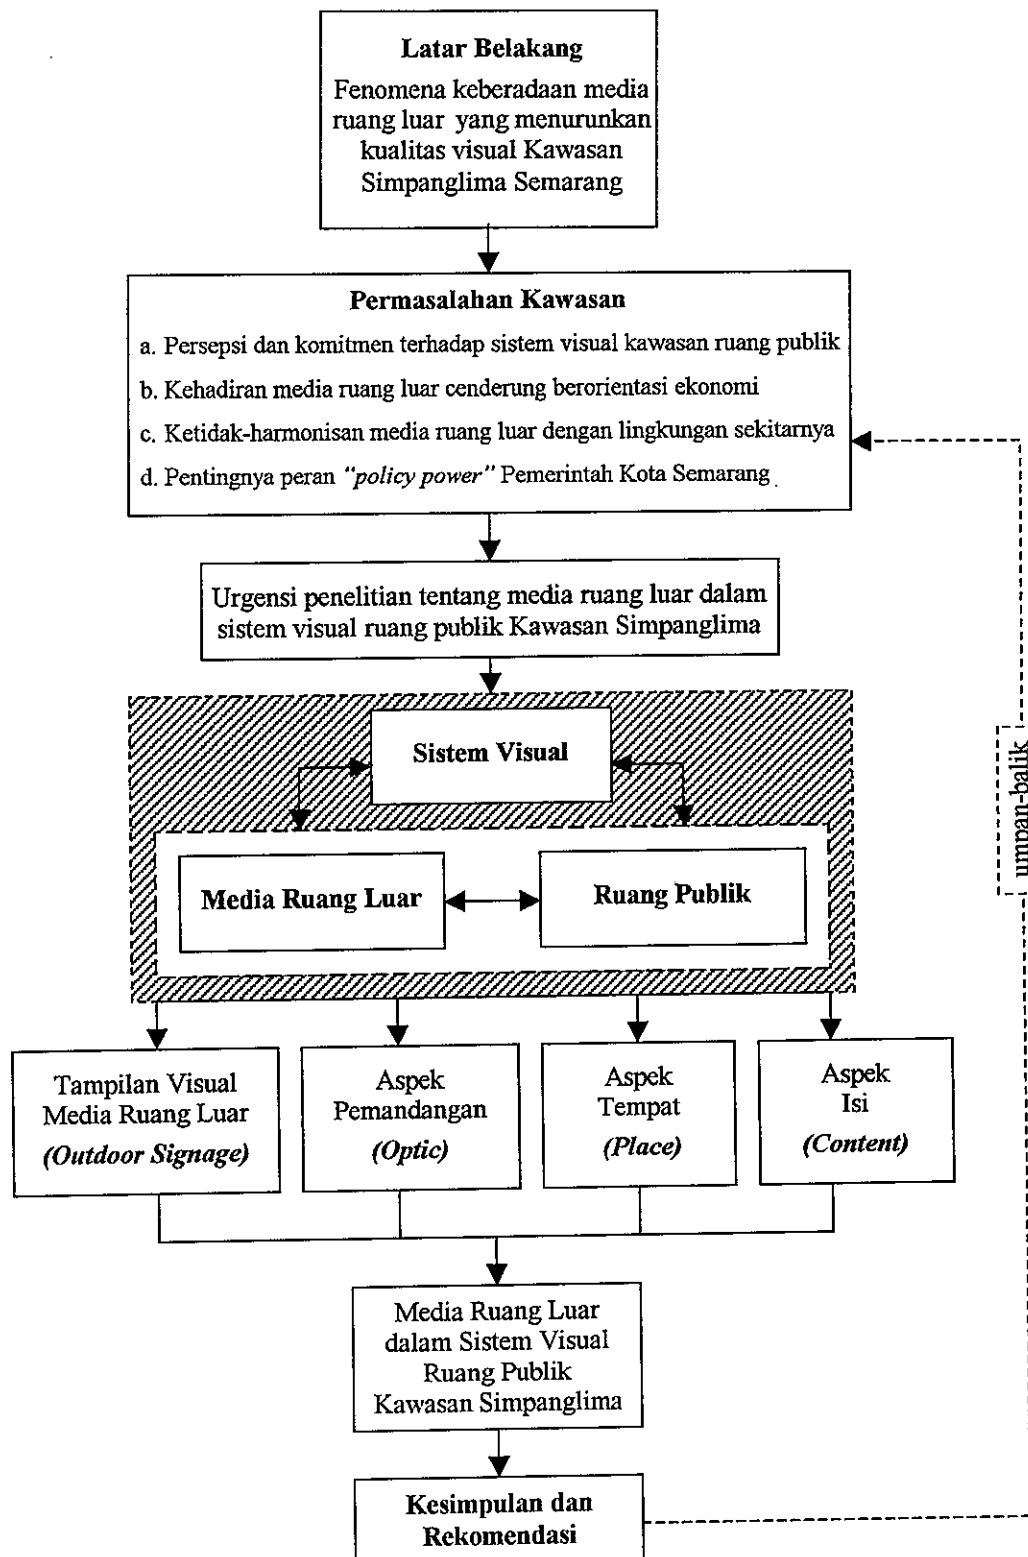 Latar Belakang
Fenomena keberadaan media
ruang luar yang menurunkan
kualitas visual Kawasan
Simpanglima Semarang
Permasalahan Kawasan
a. Persepsi dan komitmen terhadap sistem visual kawasan ruang publik
b. Kehadiran media ruang luar cenderung berorientasi ekonomi
c. Ketidak-harmonisan media ruang luar dengan lingkungan sekitarnya
d. Pentingnya peran "policy power" Pemerintah Kota Semarang
Urgensi penelitian tentang media ruang luar dalam
sistem visual ruang publik Kawasan Simpanglima
Sistem Visual
umpan-balik
Media Ruang Luar
Ruang Publik
Tampilan Visual
Media Ruang Luar
(Outdoor Signage)
Aspek
Pemandangan
(Optic)
Aspek
Tempat
(Place)
Aspek
Isi
(Content)
Media Ruang Luar
dalam Sistem Visual
Ruang Publik
Kawasan Simpanglima
Kesimpulan dan
Rekomendasi